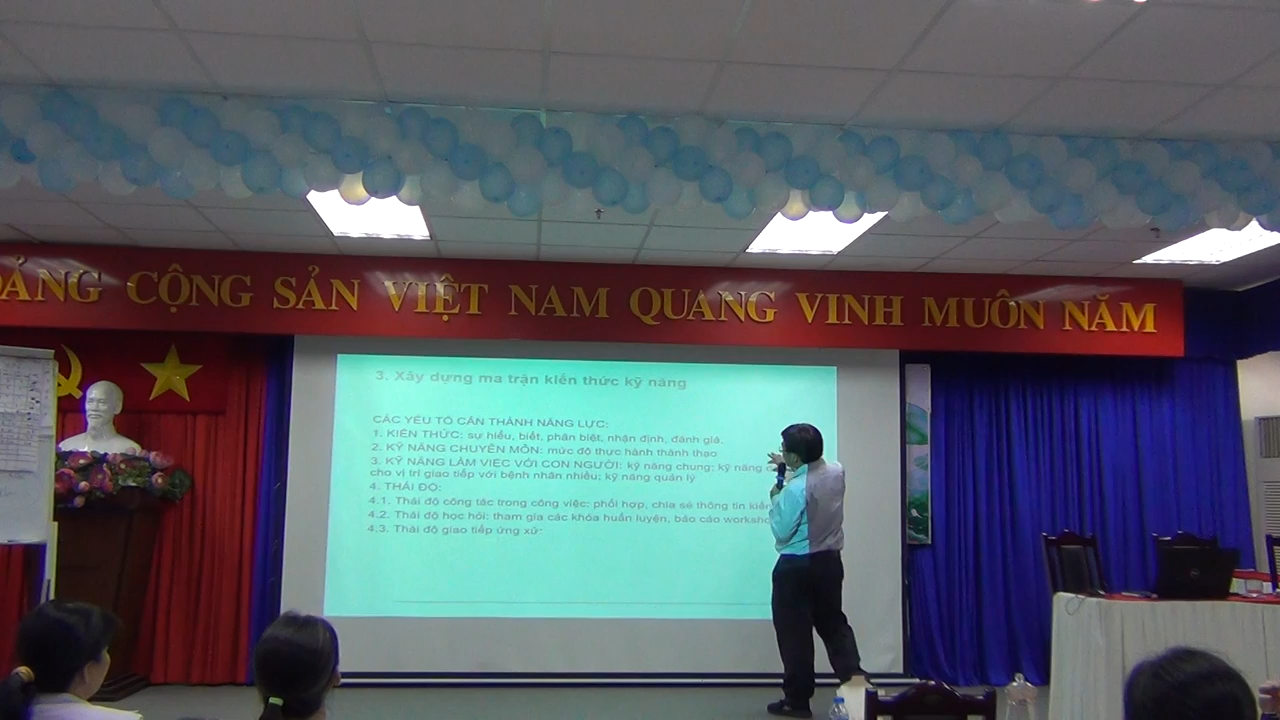 ĐẢNG CỘNG SẢN VIỆT NAM QUANG VINH MUÔN NĂM
3. Xây dựng ma trận kiến thức kỹ năng
CÁC YẾU TỐ CẤN THÀNH NĂNG LỰC:
1. KIẾN THỨC: sự hiểu, biết, phân biệt, nhận định, đánh giá.
2. KỸ NĂNG CHUYÊN MÔN: mức độ thực hành thành thạo
3. KỸ NĂNG LÀM VIỆC VỚI CON NGƯỜI: kỹ năng chung; kỹ năng
cho vị trí giao tiếp với bệnh nhân nhiều; kỹ năng quản lý
4. THÁI ĐỘ:
4.1. Thái độ công tác trong công việc: phối hợp, chia sẻ thông tin
4.2. Thái độ học hỏi: tham gia các khóa huấn luyện, báo cáo
4.3. Thái độ giao tiếp ứng xử: